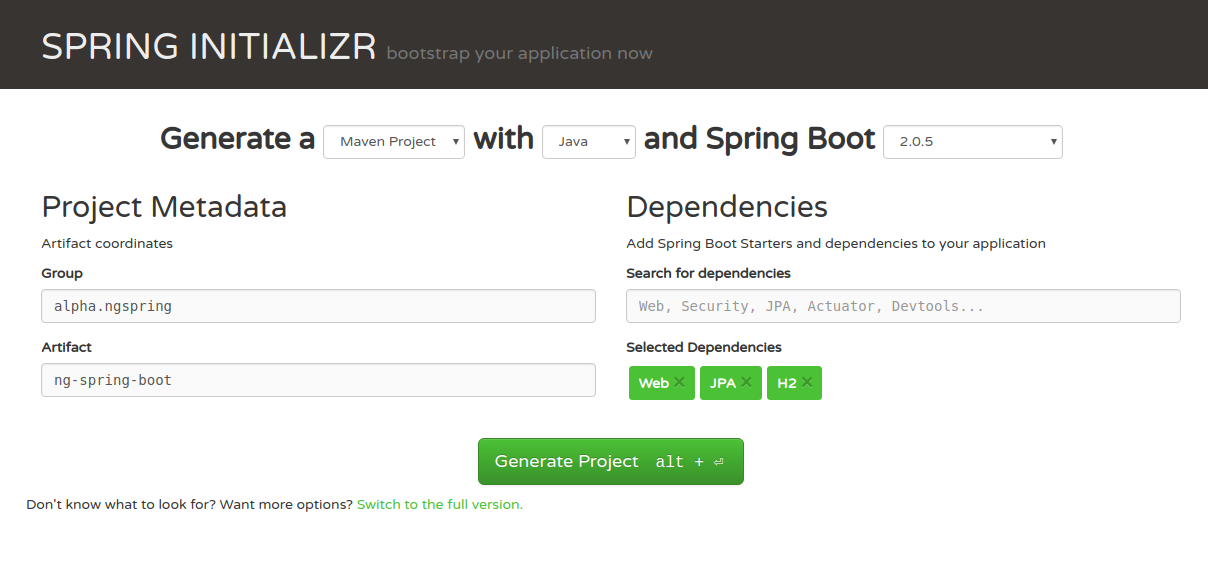 SPRING INITIALIZR bootstrap your application now
Generate a Maven Project with Java and Spring Boot 2.0.5
Project Metadata
Artifact coordinates
Group
alpha.ngspring
Artifact
ng-spring-boot
Dependencies
Add Spring Boot Starters and dependencies to your application
Search for dependencies
Web, Security, JPA, Actuator, Devtools...
Selected Dependencies
Web × JPA × H2 ×
Generate Project alt + ⏎
Don't know what to look for? Want more options? Switch to the full version.